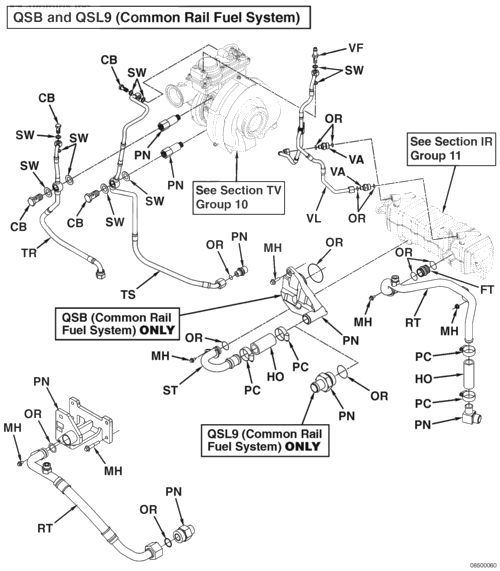 QSB and QSL9 (Common Rail Fuel System)
VF
CB
SW
SW
CB
SW
OR
SW
SW
PN
See Section IR
Group 11
VA
SW
VA
SW
PN
See Section TV
Group 10
CB
CB
SW
VL
OR
TR
PN
OR
MH
OR
OR
TS
FT
QSB (Common Rail
Fuel System) ONLY
MH
RT
MH
PN
OR
MH
PC
ST
PC
HO
PC
HO
PN
OR
PN
PC
OR
PN
MH
QSL9 (Common Rail
Fuel System) ONLY
MH
PN
OR
RT
08S00060